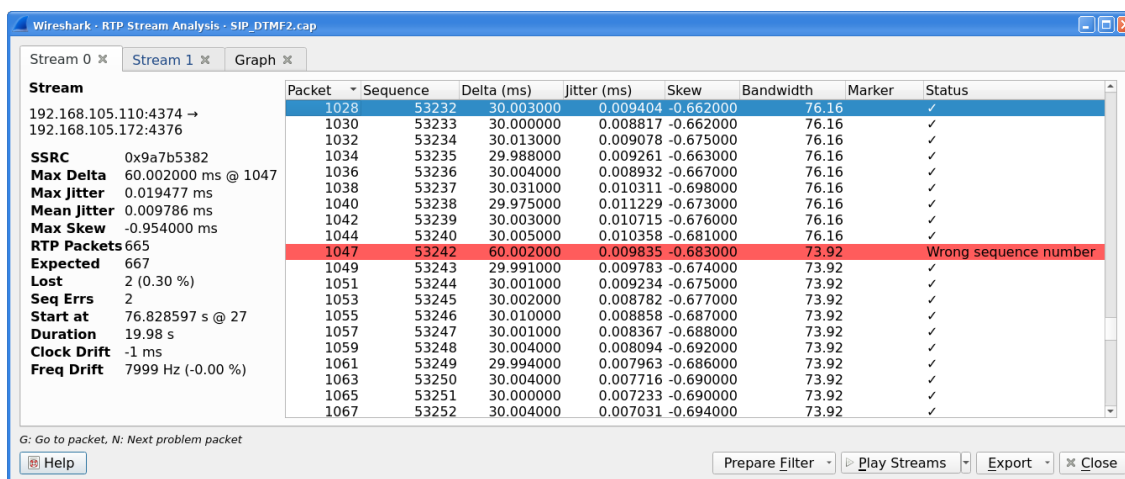 Wireshark · RTP Stream Analysis · SIP_DTMF2.cap
Stream 0 Stream 1 Graph
Stream
192.168.105.110:4374 →
192.168.105.172:4376
SSRC 0x9a7b5382
Max Delta 60.002000 ms @ 1047
Max Jitter 0.019477 ms
Mean Jitter 0.009786 ms
Max Skew -0.954000 ms
RTP Packets 665
Expected 667
Lost 2 (0.30 %)
Seq Errs 2
Start at 76.828597 s @ 27
Duration 19.98 s
Clock Drift -1 ms
Freq Drift 7999 Hz (-0.00 %)
Packet Sequence Delta (ms) Jitter (ms) Skew Bandwidth Marker Status
1028 53232 30.003000 0.009404 -0.662000 76.16 ✓
1030 53233 30.000000 0.008817 -0.662000 76.16 ✓
1032 53234 30.013000 0.009078 -0.675000 76.16 ✓
1034 53235 29.988000 0.009261 -0.663000 76.16 ✓
1036 53236 30.004000 0.008932 -0.667000 76.16 ✓
1038 53237 30.031000 0.010311 -0.698000 76.16 ✓
1040 53238 29.975000 0.011229 -0.673000 76.16 ✓
1042 53239 30.003000 0.010715 -0.676000 76.16 ✓
1044 53240 30.005000 0.010358 -0.681000 76.16 ✓
1047 53242 60.002000 0.009835 -0.683000 73.92 Wrong sequence number
1049 53243 29.991000 0.009783 -0.674000 73.92 ✓
1051 53244 30.001000 0.009234 -0.675000 73.92 ✓
1053 53245 30.002000 0.008782 -0.677000 73.92 ✓
1055 53246 30.010000 0.008858 -0.687000 73.92 ✓
1057 53247 30.001000 0.008367 -0.688000 73.92 ✓
1059 53248 30.004000 0.008094 -0.692000 73.92 ✓
1061 53249 29.994000 0.007963 -0.686000 73.92 ✓
1063 53250 30.004000 0.007716 -0.690000 73.92 ✓
1065 53251 30.000000 0.007233 -0.690000 73.92 ✓
1067 53252 30.004000 0.007031 -0.694000 73.92 ✓
G: Go to packet, N: Next problem packet
Help Prepare Filter Play Streams Export Close